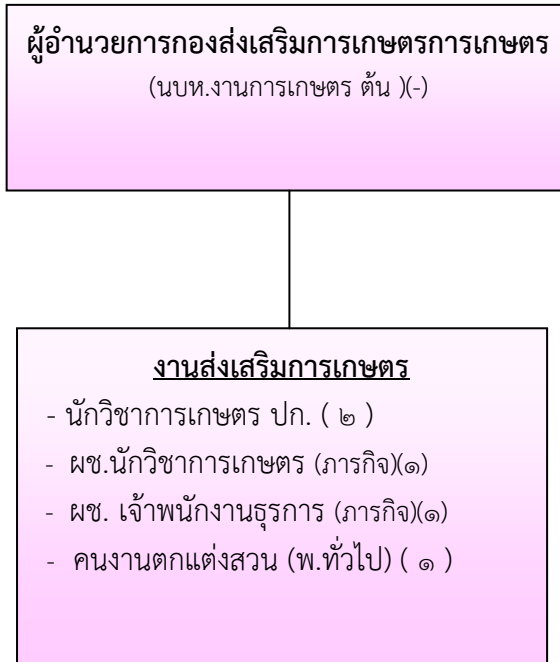 ผู้อำนวยการกองส่งเสริมการเกษตรการเกษตร
(นบห.งานการเกษตร ต้น )(-)
งานส่งเสริมการเกษตร
- นักวิชาการเกษตร ปก. ( ๒ )
- ผช.นักวิชาการเกษตร (ภารกิจ)(๑)
- ผช. เจ้าพนักงานธุรการ (ภารกิจ)(๑)
- คนงานตกแต่งสวน (พ.ทั่วไป) ( ๑ )